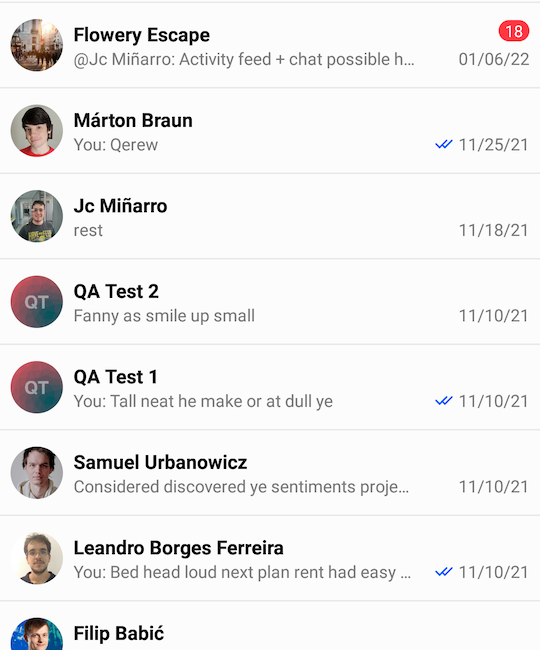 Flowery Escape
18
@Jc Miñarro: Activity feed + chat possible h...
01/06/22
Márton Braun
You: Qerew
11/25/21
Jc Miñarro
rest
11/18/21
QT
QA Test 2
Fanny as smile up small
11/10/21
QT
QA Test 1
You: Tall neat he make or at dull ye
11/10/21
Samuel Urbanowicz
Considered discovered ye sentiments proje...
11/10/21
Leandro Borges Ferreira
You: Bed head loud next plan rent had easy ...
11/10/21
Filip Babić